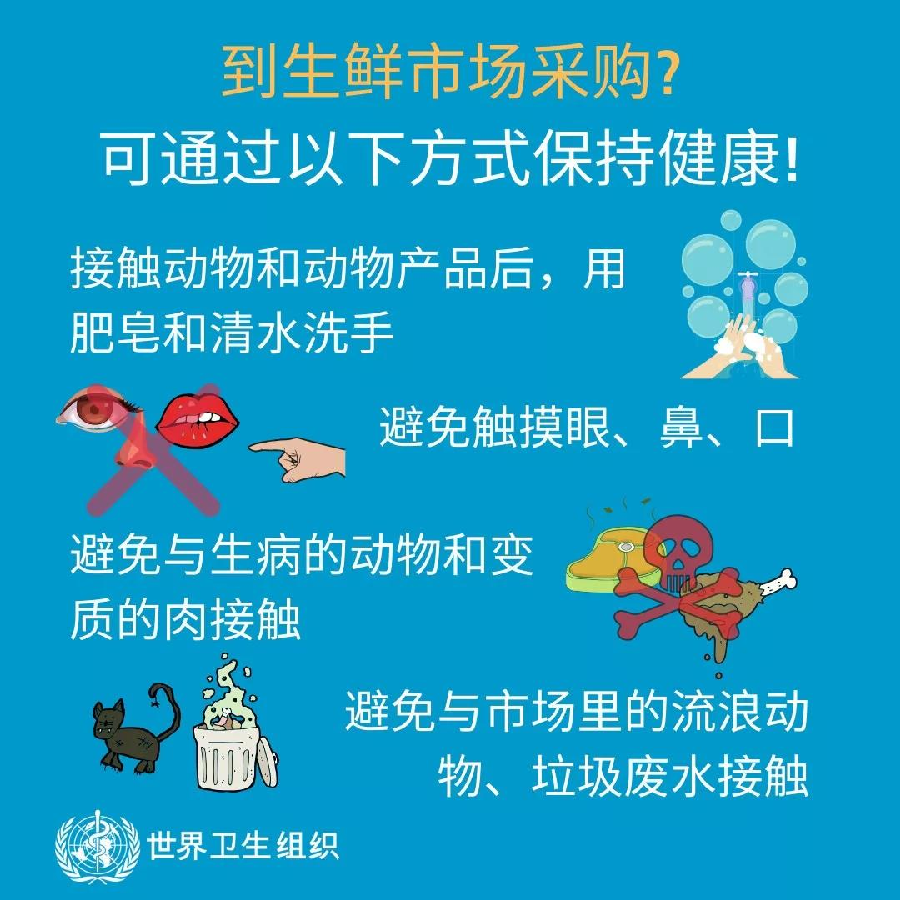 到生鲜市场采购?
可通过以下方式保持健康!
接触动物和动物产品后，用
肥皂和清水洗手
避免触摸眼、鼻、口
避免与生病的动物和变
质的肉接触
避免与市场里的流浪动
物、垃圾废水接触
世界卫生组织